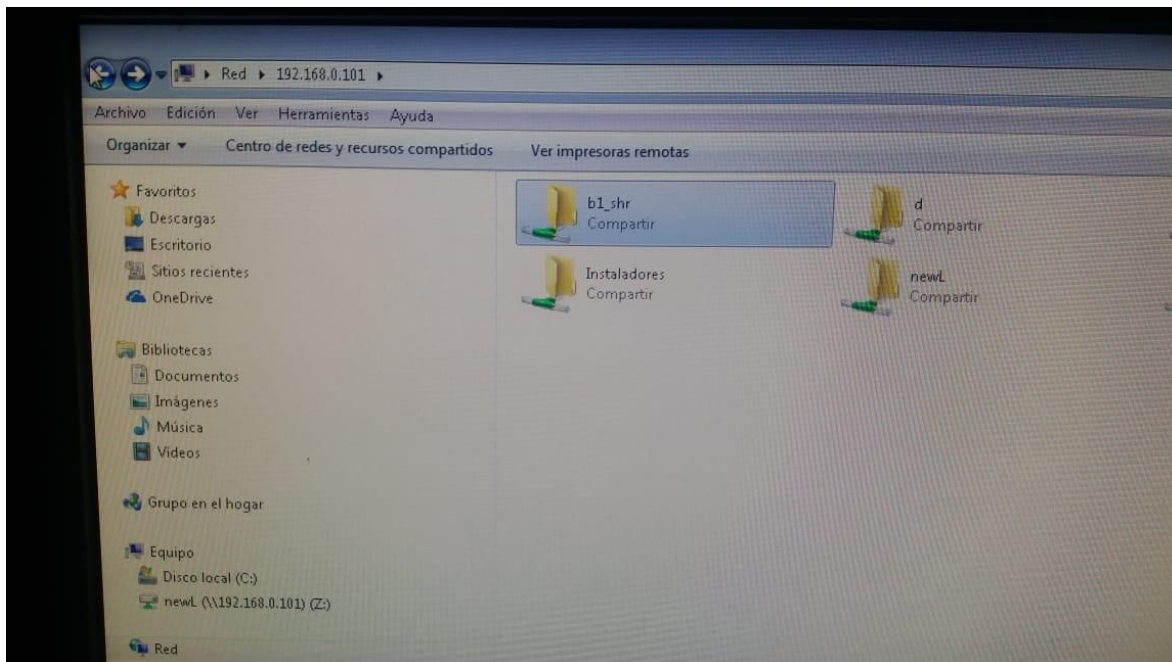 Red 192.168.0.101
Archivo Edición Ver Herramientas Ayuda
Organizar Centro de redes y recursos compartidos Ver impresoras remotas
Favoritos
Descargas
Escritorio
Sitios recientes
OneDrive
Bibliotecas
Documentos
Imágenes
Música
Videos
Grupo en el hogar
Equipo
Disco local (C:)
newL (\\192.168.0.101) (Z:)
Red
b1_shr
Compartir
d
Compartir
Instaladores
Compartir
newL
Compartir